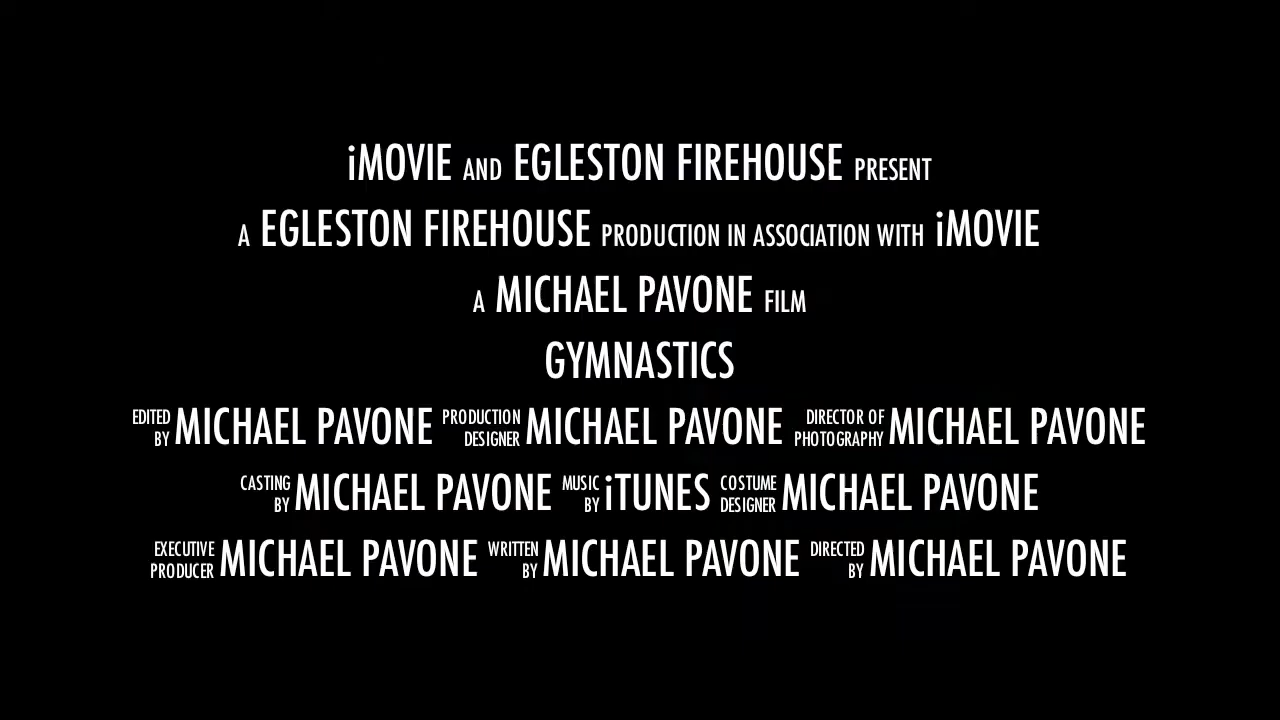 iMOVIE AND EGLESTON FIREHOUSE PRESENT
A EGLESTON FIREHOUSE PRODUCTION IN ASSOCIATION WITH iMOVIE
A MICHAEL PAVONE FILM
GYMNASTICS
EDITED BY MICHAEL PAVONE PRODUCTION DESIGNER MICHAEL PAVONE DIRECTOR OF PHOTOGRAPHY MICHAEL PAVONE
CASTING BY MICHAEL PAVONE MUSIC BY iTUNES COSTUME DESIGNER MICHAEL PAVONE
EXECUTIVE PRODUCER MICHAEL PAVONE WRITTEN BY MICHAEL PAVONE DIRECTED BY MICHAEL PAVONE